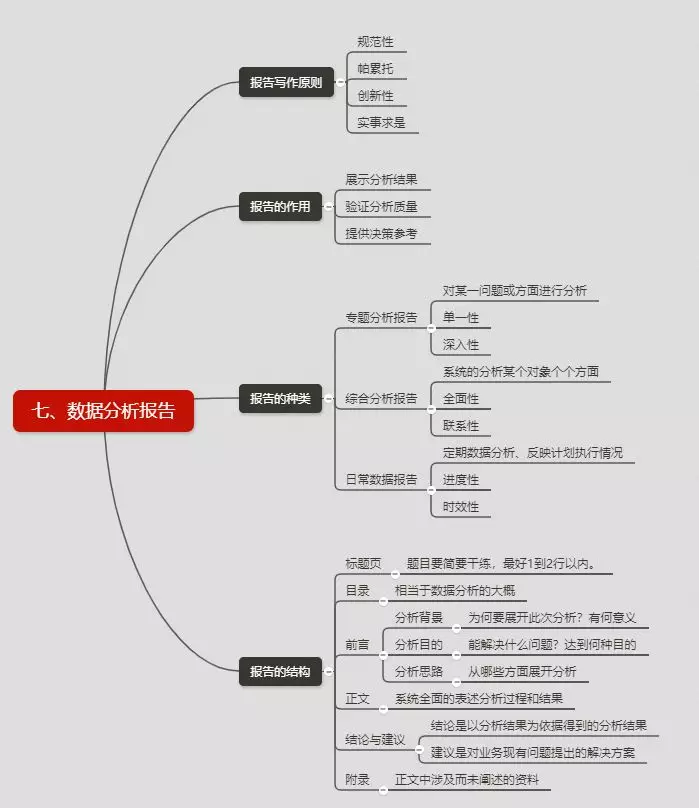 七、数据分析报告
报告写作原则
规范性
帕累托
创新性
实事求是
报告的作用
展示分析结果
验证分析质量
提供决策参考
报告的种类
专题分析报告
对某一问题或方面进行分析
单一性
深入性
综合分析报告
系统的分析某个对象个个方面
全面性
联系性
日常数据报告
定期数据分析、反映计划执行情况
进度性
时效性
报告的结构
标题页
题目要简要干练，最好1到2行以内。
目录
相当于数据分析的大概
前言
分析背景
为何要展开此次分析？有何意义
分析目的
能解决什么问题？达到何种目的
分析思路
从哪些方面展开分析
正文
系统全面的表述分析过程和结果
结论与建议
结论是以分析结果为依据得到的分析结果
建议是对业务现有问题提出的解决方案
附录
正文中涉及而未阐述的资料